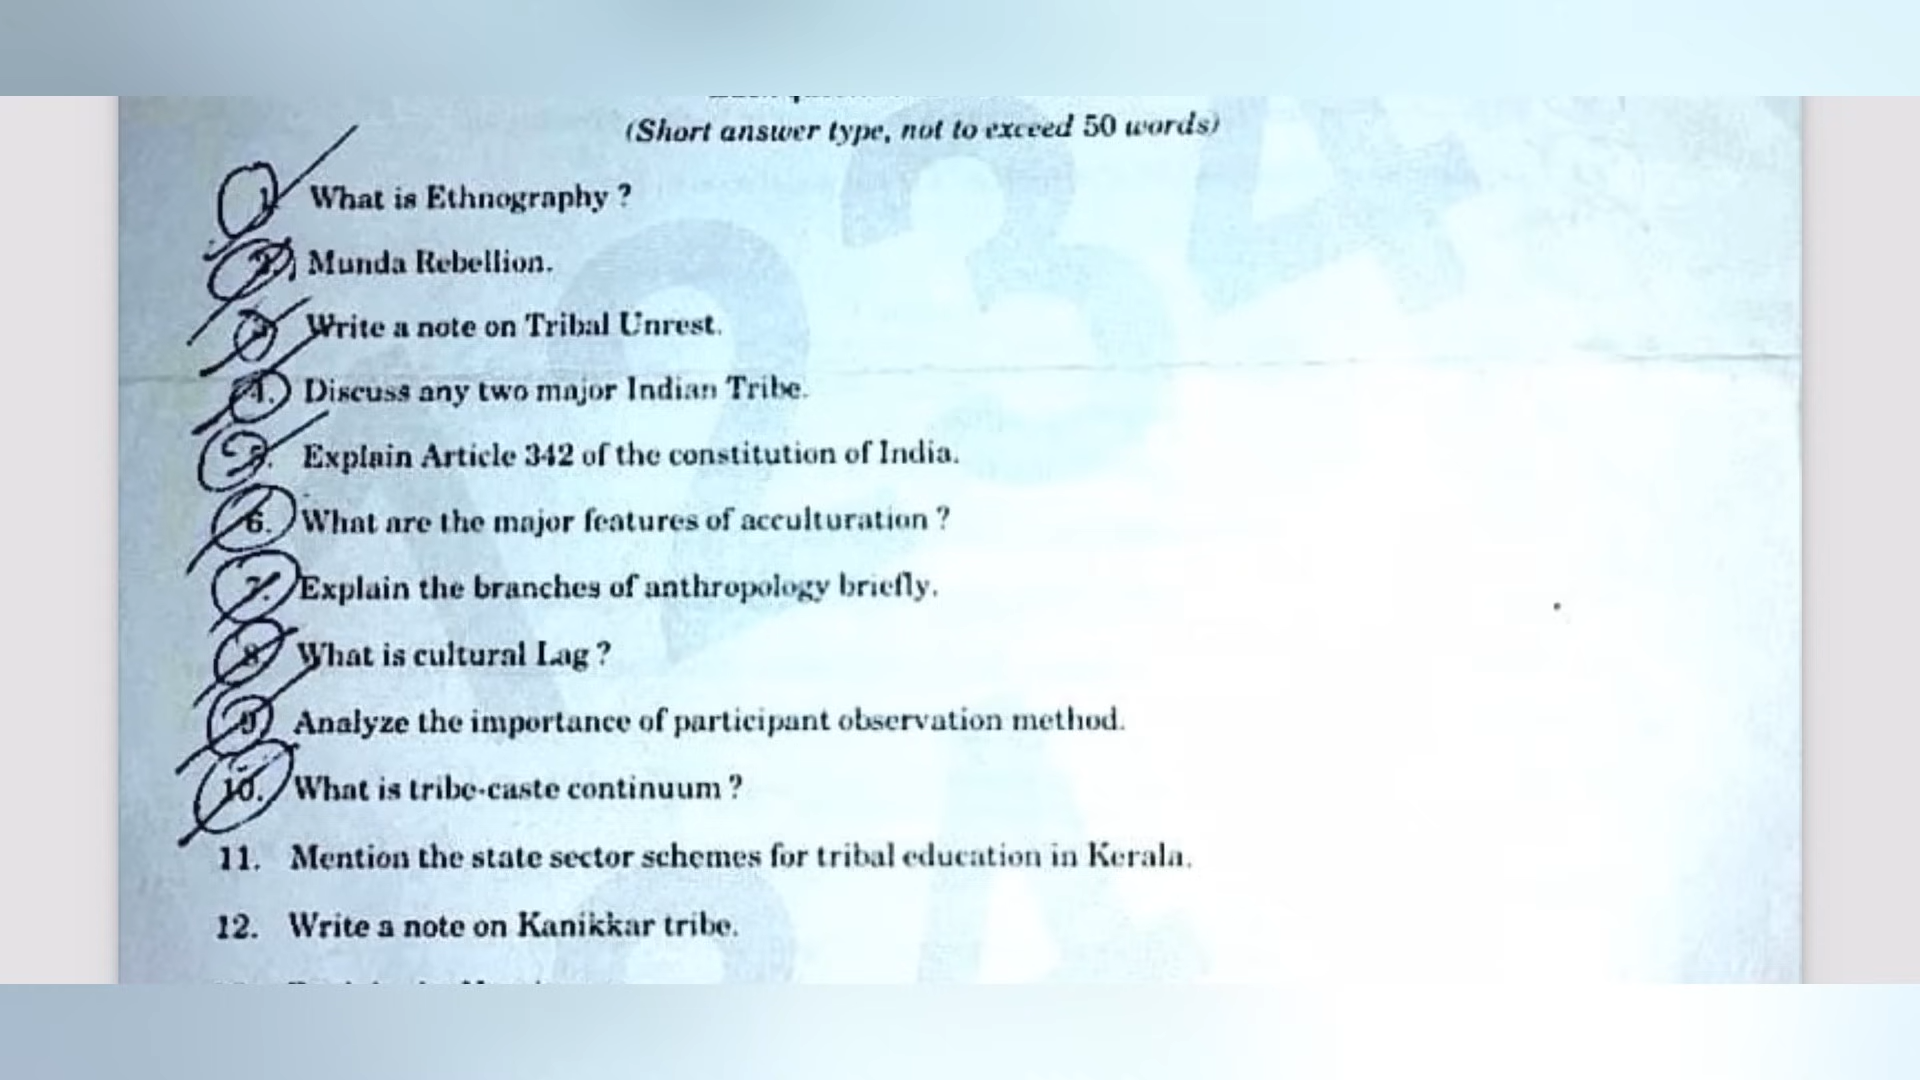 (Short answer type, not to exceed 50 words)
1. What is Ethnography ?
2. Munda Rebellion.
3. Write a note on Tribal Unrest.
4. Discuss any two major Indian Tribe.
5. Explain Article 342 of the constitution of India.
6. What are the major features of acculturation ?
7. Explain the branches of anthropology briefly.
8. What is cultural Lag ?
9. Analyze the importance of participant observation method.
10. What is tribe-caste continuum ?
11. Mention the state sector schemes for tribal education in Kerala.
12. Write a note on Kanikkar tribe.